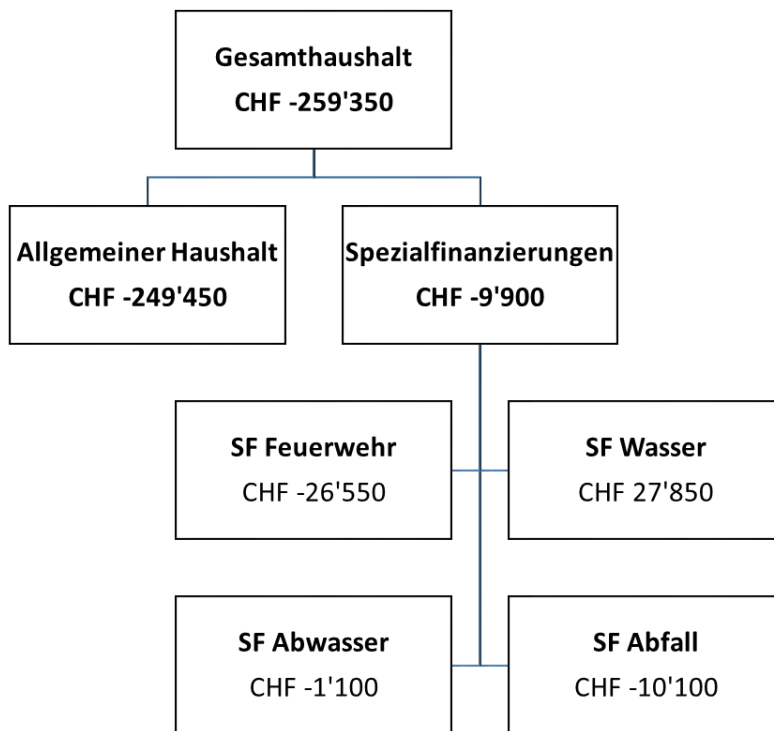 Gesamthaushalt
CHF -259'350
Allgemeiner Haushalt
CHF -249'450
Spezialfinanzierungen
CHF -9'900
SF Feuerwehr
CHF -26'550
SF Wasser
CHF 27'850
SF Abwasser
CHF -1'100
SF Abfall
CHF -10'100